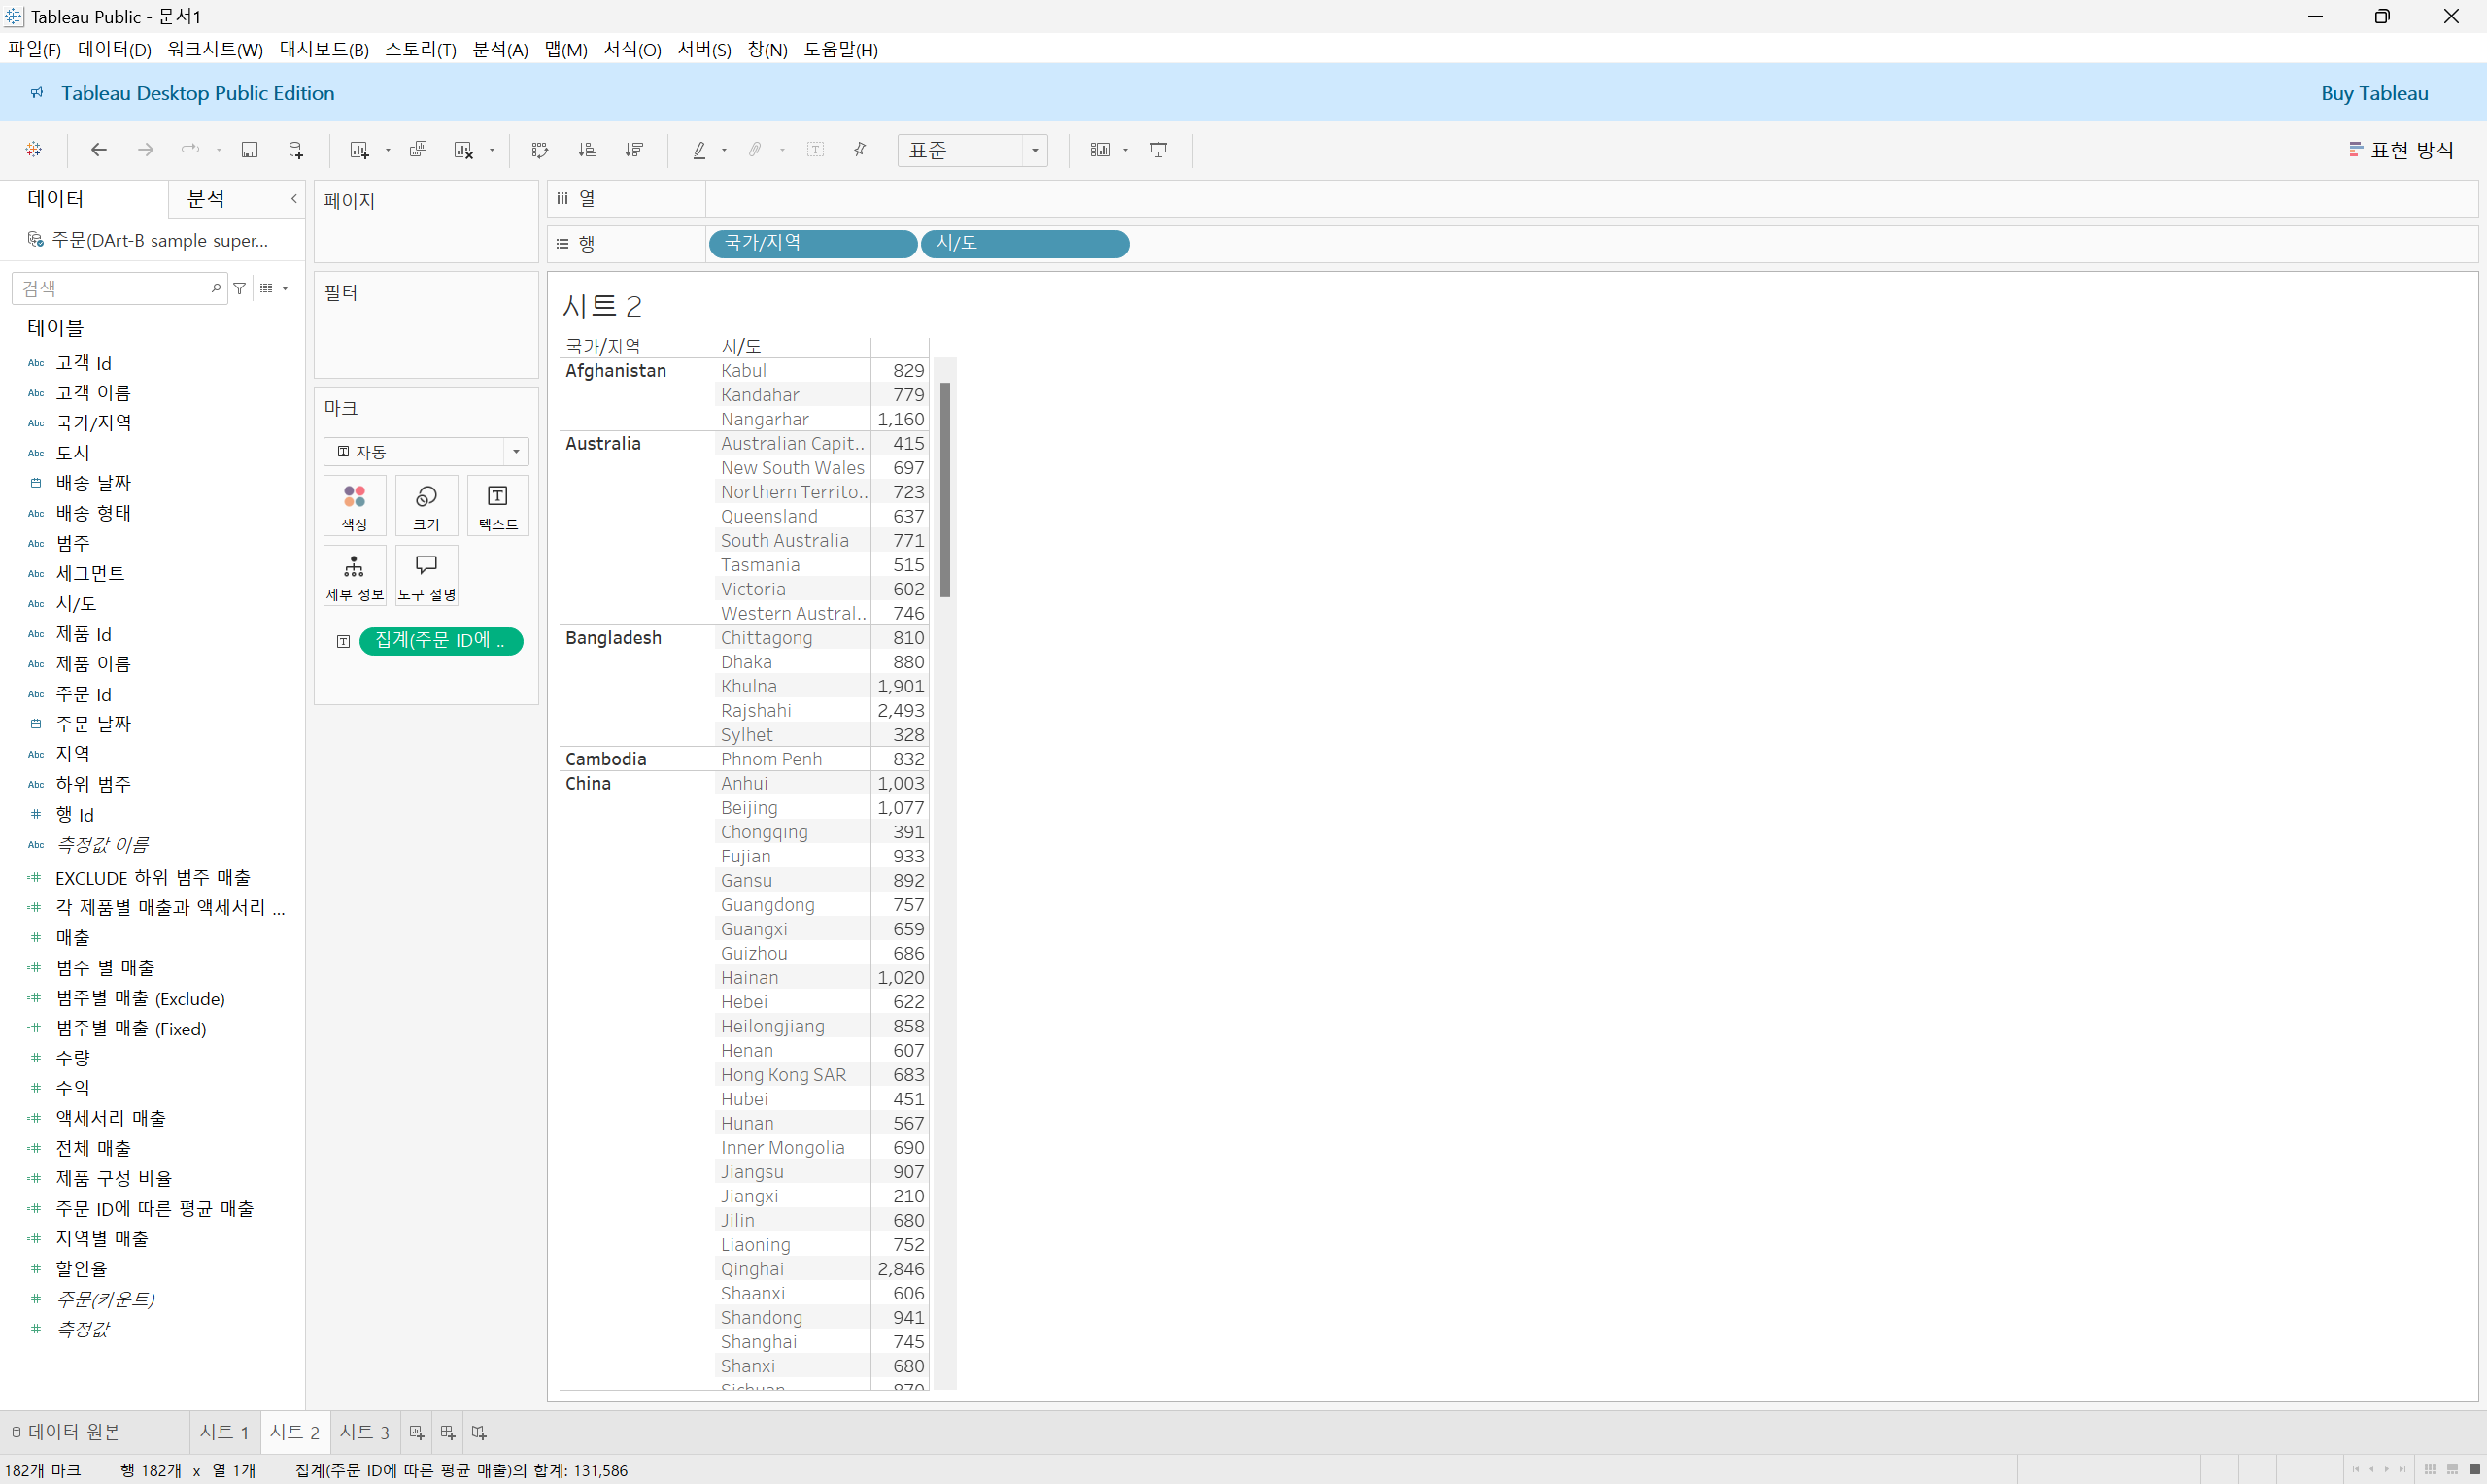 Tableau Public - 문서1
파일(F) 데이터(D) 워크시트(W) 대시보드(B) 스토리(T) 분석(A) 맵(M) 서식(O) 서버(S) 창(N) 도움말(H)
Tableau Desktop Public Edition
Buy Tableau
표준
표현 방식
데이터
분석
주문(DArt-B sample super...
검색
테이블
Abc 고객 Id
Abc 고객 이름
Abc 국가/지역
Abc 도시
배송 날짜
Abc 배송 형태
Abc 범주
Abc 세그먼트
Abc 시/도
Abc 제품 Id
Abc 제품 이름
Abc 주문 Id
주문 날짜
Abc 지역
Abc 하위 범주
# 행 Id
Abc 측정값 이름
=# EXCLUDE 하위 범주 매출
=# 각 제품별 매출과 액세서리 ...
# 매출
=# 범주 별 매출
=# 범주별 매출 (Exclude)
=# 범주별 매출 (Fixed)
# 수량
# 수익
=# 액세서리 매출
=# 전체 매출
=# 제품 구성 비율
=# 주문 ID에 따른 평균 매출
=# 지역별 매출
# 할인율
# 주문(카운트)
# 측정값
페이지
필터
마크
자동
색상
크기
텍스트
세부 정보
도구 설명
집계(주문 ID에 ..
열
행
국가/지역
시/도
시트 2
국가/지역 시/도
Afghanistan Kabul 829
Kandahar 779
Nangarhar 1,160
Australia Australian Capit.. 415
New South Wales 697
Northern Territo.. 723
Queensland 637
South Australia 771
Tasmania 515
Victoria 602
Western Austral.. 746
Bangladesh Chittagong 810
Dhaka 880
Khulna 1,901
Rajshahi 2,493
Sylhet 328
Cambodia Phnom Penh 832
China Anhui 1,003
Beijing 1,077
Chongqing 391
Fujian 933
Gansu 892
Guangdong 757
Guangxi 659
Guizhou 686
Hainan 1,020
Hebei 622
Heilongjiang 858
Henan 607
Hong Kong SAR 683
Hubei 451
Hunan 567
Inner Mongolia 690
Jiangsu 907
Jiangxi 210
Jilin 680
Liaoning 752
Qinghai 2,846
Shaanxi 606
Shandong 941
Shanghai 745
Shanxi 680
Sichuan 870
데이터 원본
시트 1
시트 2
시트 3
182개 마크 행 182개 x 열 1개 집계(주문 ID에 따른 평균 매출)의 합계: 131,586